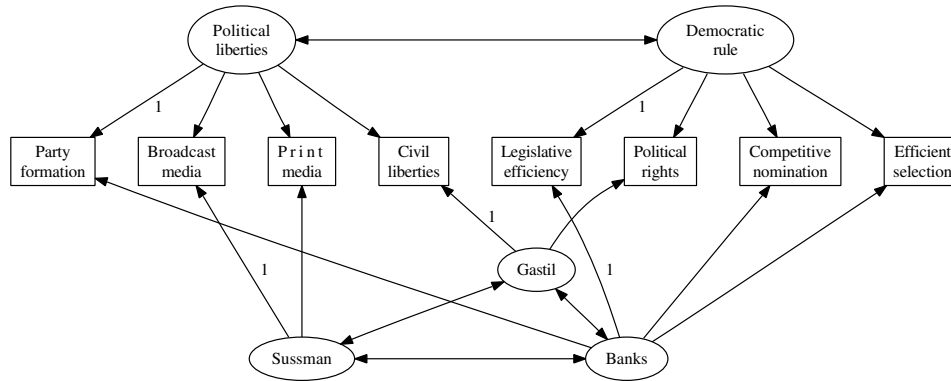 Political
liberties
Democratic
rule
1
1
Party
formation
Broadcast
media
Print
media
Civil
liberties
Legislative
efficiency
Political
rights
Competitive
nomination
Efficient
selection
1
1
1
Gastil
Sussman
Banks